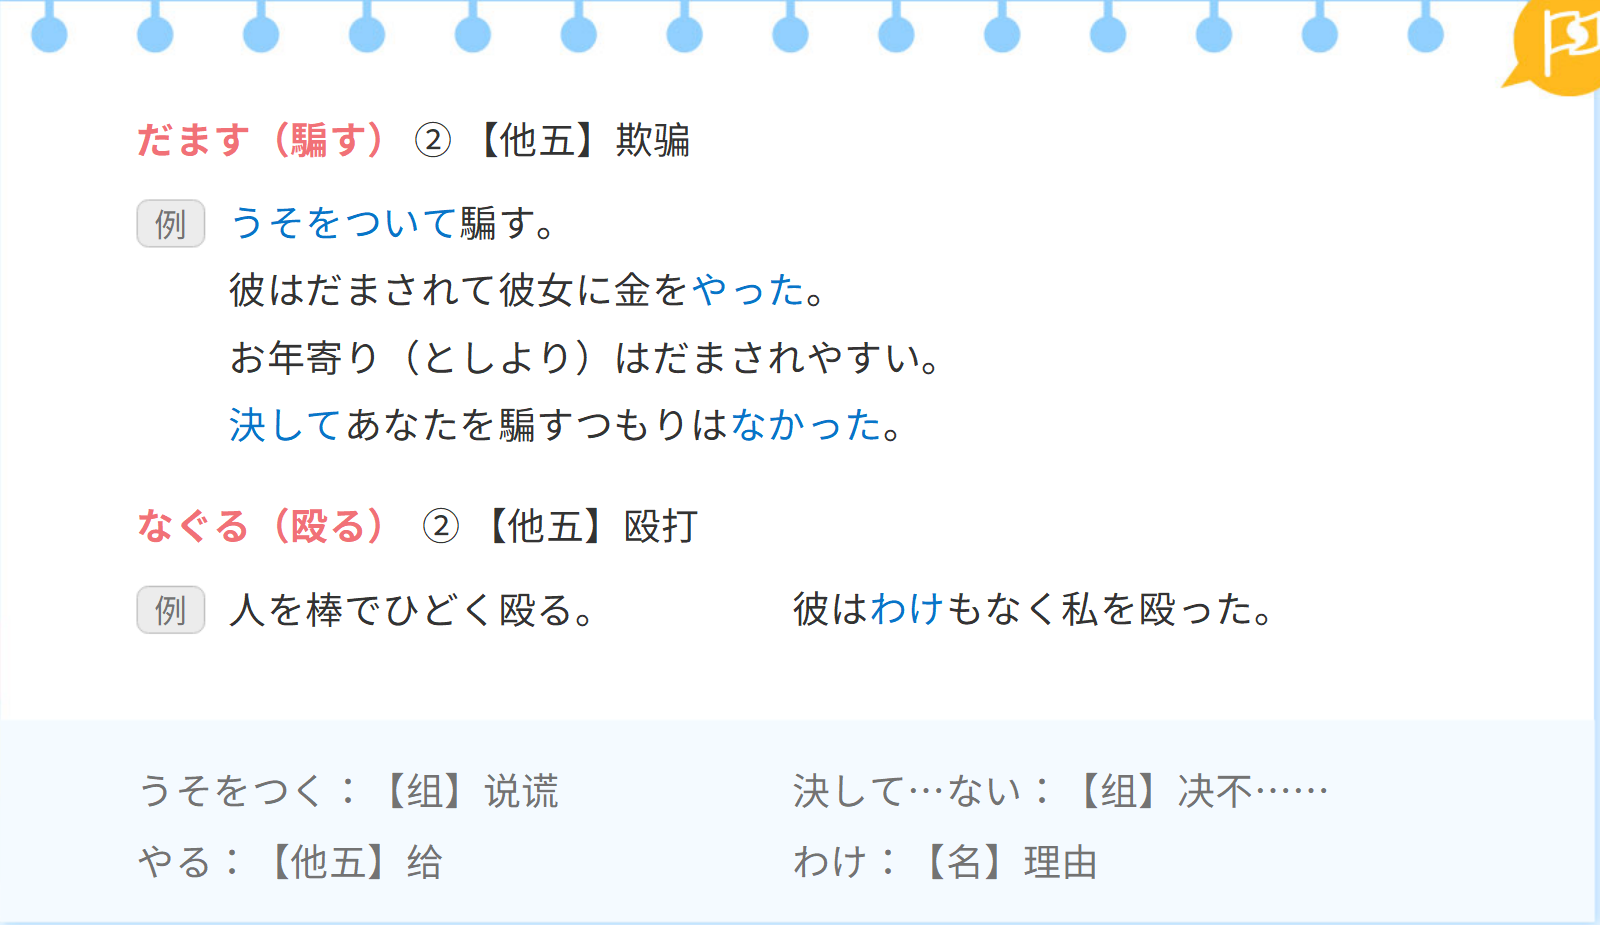 だます（騙す） ② 【他五】欺骗
例 うそをついて騙す。
彼はだまされて彼女に金をやった。
お年寄り（としより）はだまされやすい。
決してあなたを騙すつもりはなかった。
なぐる（殴る） ② 【他五】殴打
例 人を棒でひどく殴る。 彼はわけもなく私を殴った。
うそをつく：【组】说谎 決して…ない：【组】决不……
やる：【他五】给 わけ：【名】理由